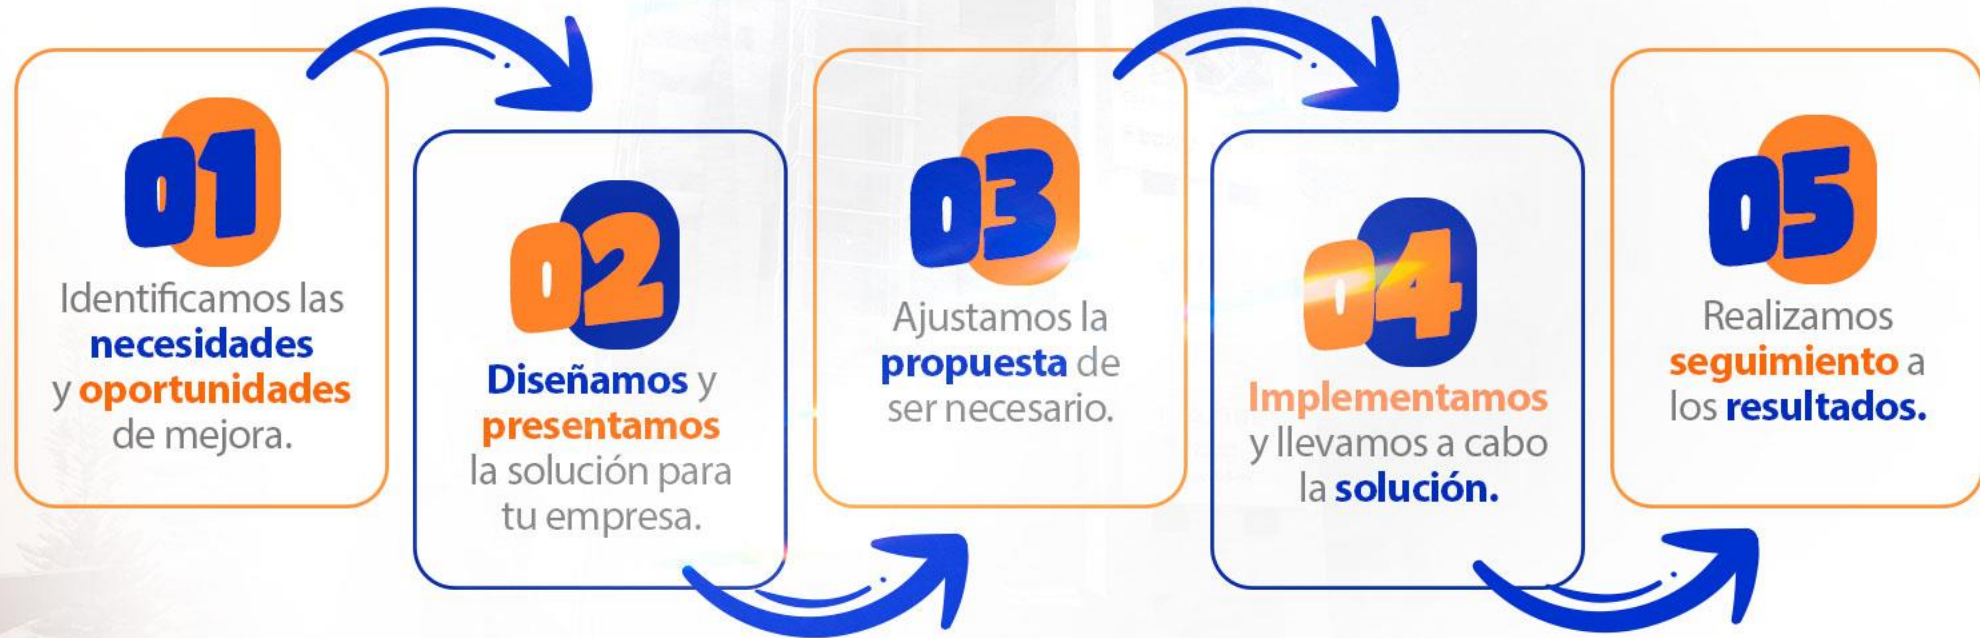 01
Identificamos las
necesidades
y oportunidades
de mejora.
02
Diseñamos y
presentamos
la solución para
tu empresa.
03
Ajustamos la
propuesta de
ser necesario.
04
Implementamos
y llevamos a cabo
la solución.
05
Realizamos
seguimiento a
los resultados.